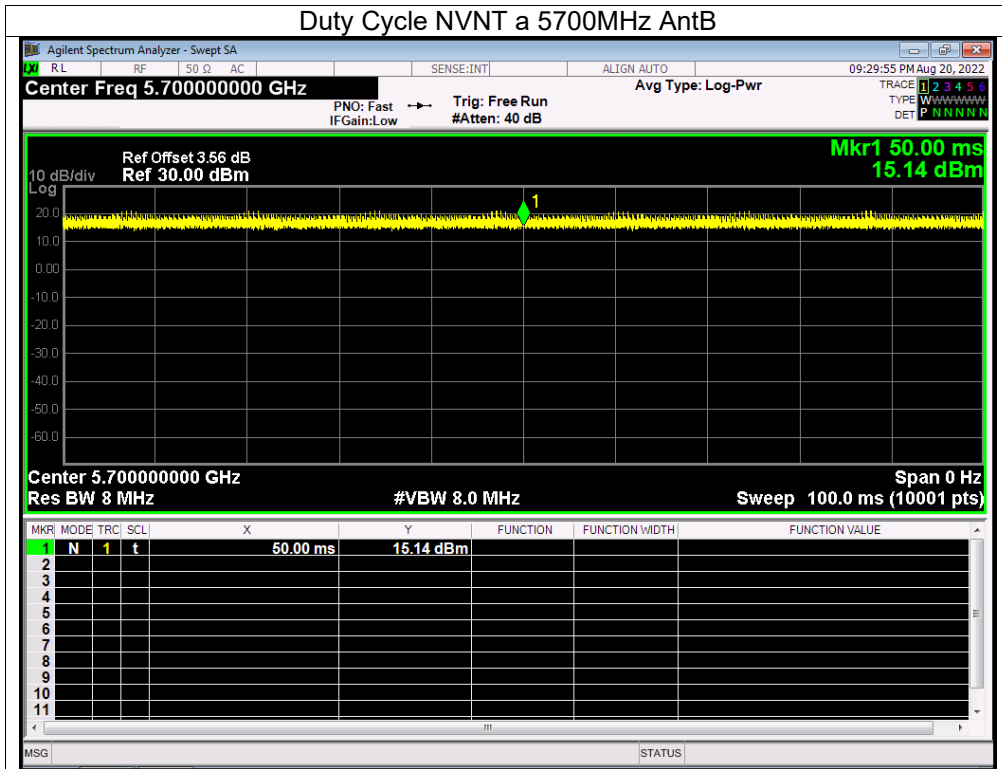 Duty Cycle NVNT a 5700MHz AntB
Agilent Spectrum Analyzer - Swept SA
LXI RL RF 50 Ω AC SENSE:INT ALIGN AUTO 09:29:55 PM Aug 20, 2022
Center Freq 5.700000000 GHz Avg Type: Log-Pwr TRACE 1 2 3 4 5 6
PNO: Fast Trig: Free Run TYPE WWWWWW
IFGain:Low #Atten: 40 dB DET P N N N N N
Mkr1 50.00 ms
Ref Offset 3.56 dB
10 dB/div Ref 30.00 dBm 15.14 dBm
Log
1
20.0
10.0
0.00
-10.0
-20.0
-30.0
-40.0
-50.0
-60.0
Center 5.700000000 GHz Span 0 Hz
Res BW 8 MHz #VBW 8.0 MHz Sweep 100.0 ms (10001 pts)
MKR MODE TRC SCL X Y FUNCTION FUNCTION WIDTH FUNCTION VALUE
1 N 1 t 50.00 ms 15.14 dBm
2
3
4
5
6
7
8
9
10
11
MSG STATUS